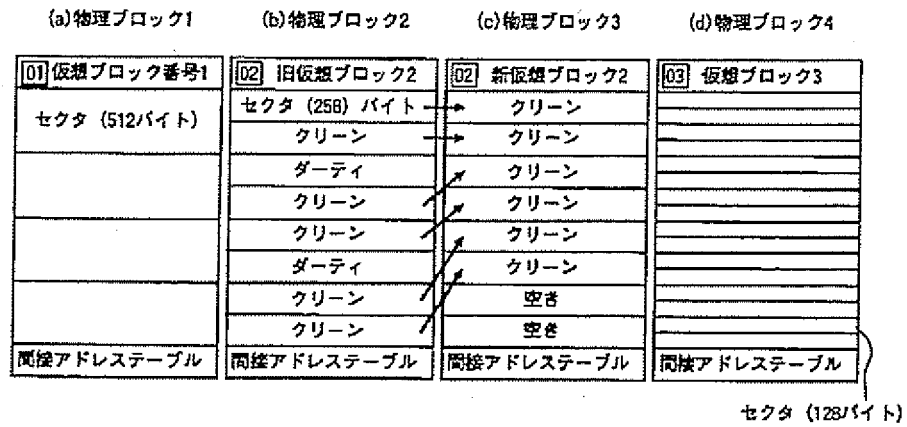 (a)物理ブロック1
(b)物理ブロック2
(c)物理ブロック3
(d)物理ブロック4
01 仮想ブロック番号1
02 旧仮想ブロック2
02 新仮想ブロック2
03 仮想ブロック3
セクタ (512バイト)
セクタ (256) バイト
クリーン
ダーティ
クリーン
クリーン
ダーティ
クリーン
クリーン
クリーン
クリーン
クリーン
クリーン
クリーン
クリーン
空き
空き
間接アドレステーブル
間接アドレステーブル
間接アドレステーブル
間接アドレステーブル
セクタ (128バイト)